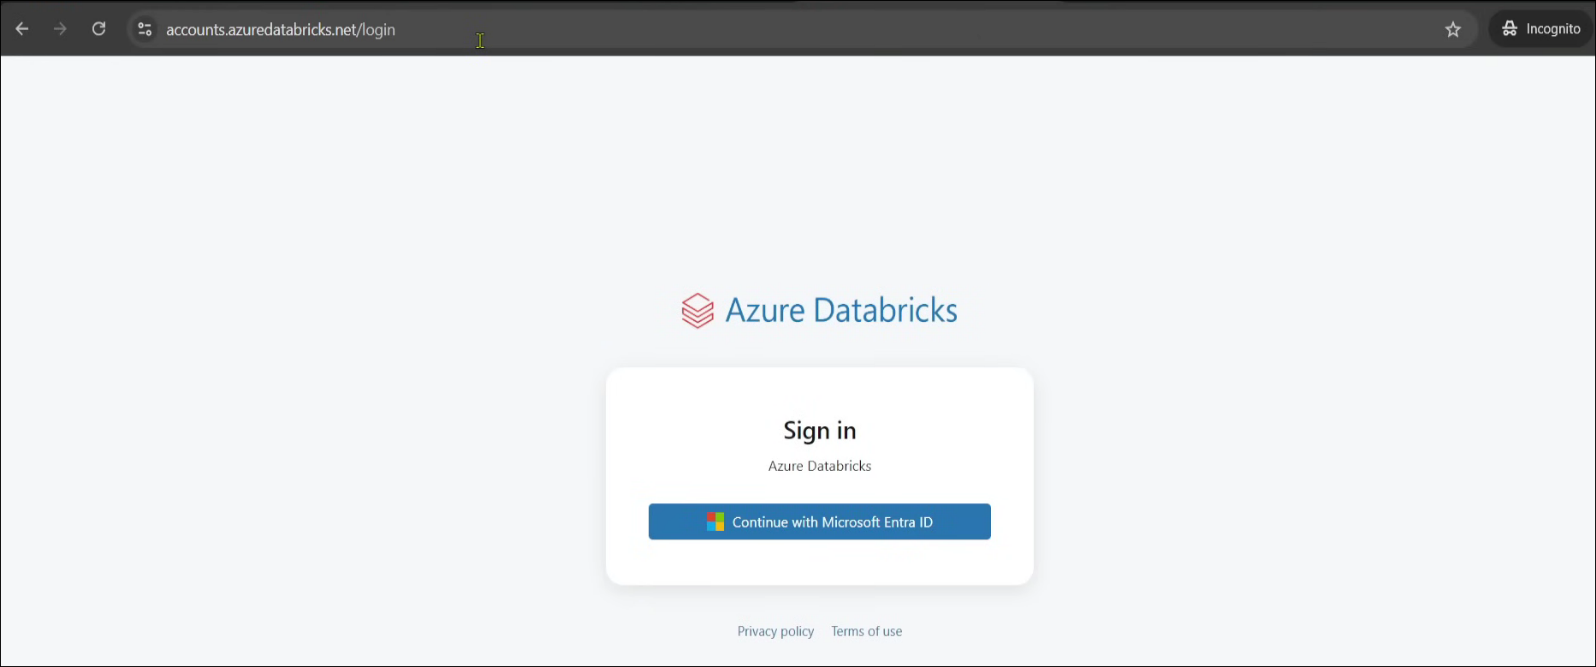 accounts.azuredatabricks.net/login
Incognito
Azure Databricks
Sign in
Azure Databricks
Continue with Microsoft Entra ID
Privacy policy Terms of use